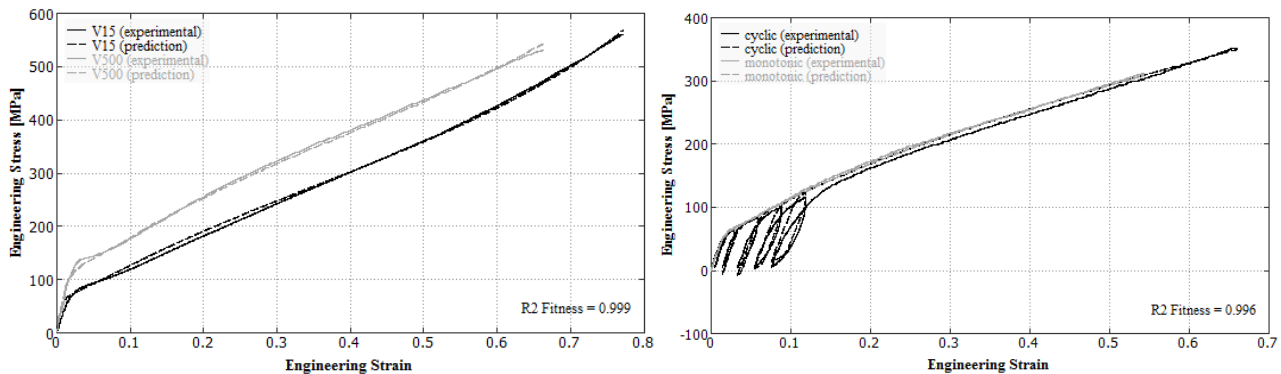 600
500
400
300
200
100
0
Engineering Stress [MPa]
V15 (experimental)
V15 (prediction)
V500 (experimental)
V500 (prediction)
R2 Fitness = 0.999
0 0.1 0.2 0.3 0.4 0.5 0.6 0.7 0.8
Engineering Strain
400
300
200
100
0
-100
Engineering Stress [MPa]
cyclic (experimental)
cyclic (prediction)
monotonic (experimental)
monotonic (prediction)
R2 Fitness = 0.996
0 0.1 0.2 0.3 0.4 0.5 0.6 0.7
Engineering Strain